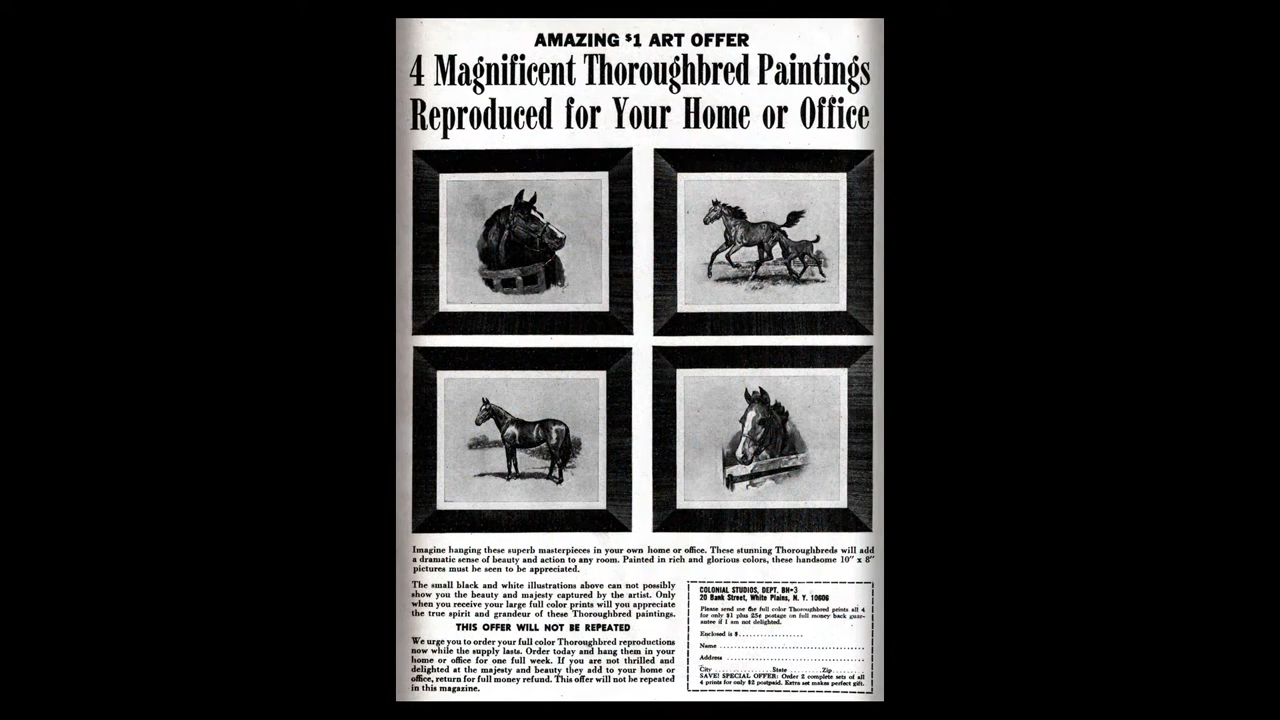 AMAZING $1 ART OFFER
4 Magnificent Thoroughbred Paintings
Reproduced for Your Home or Office
Imagine hanging these superb masterpieces in your own home or office. These stunning Thoroughbreds will add
a dramatic sense of beauty and action to any room. Painted in rich and glorious colors, these handsome 10" x 8"
pictures must be seen to be appreciated.
The small black and white illustrations above can not possibly
show you the beauty and majesty captured by the artist. Only
when you receive your large full color prints will you appreciate
the true spirit and grandeur of these Thoroughbred paintings.
THIS OFFER WILL NOT BE REPEATED
We urge you to order your full color Thoroughbred reproductions
now while the supply lasts. Order today and hang them in your
home or office for one full week. If you are not thrilled and
delighted at the majesty and beauty they add to your home or
office, return for full money refund. This offer will not be repeated
in this magazine.
COLONIAL STUDIOS, DEPT. BH-3
20 Bank Street, White Plains, N. Y. 10606
Please send me the full color Thoroughbred prints all 4
for only $1 plus 25¢ postage on full money back guar-
antee if I am not delighted.
Enclosed is $..................
Name ..........................................
Address ........................................
City ....................State ..........Zip.........
SAVE! SPECIAL OFFER: Order 2 complete sets of all
4 prints for only $2 postpaid. Extra set makes perfect gift.